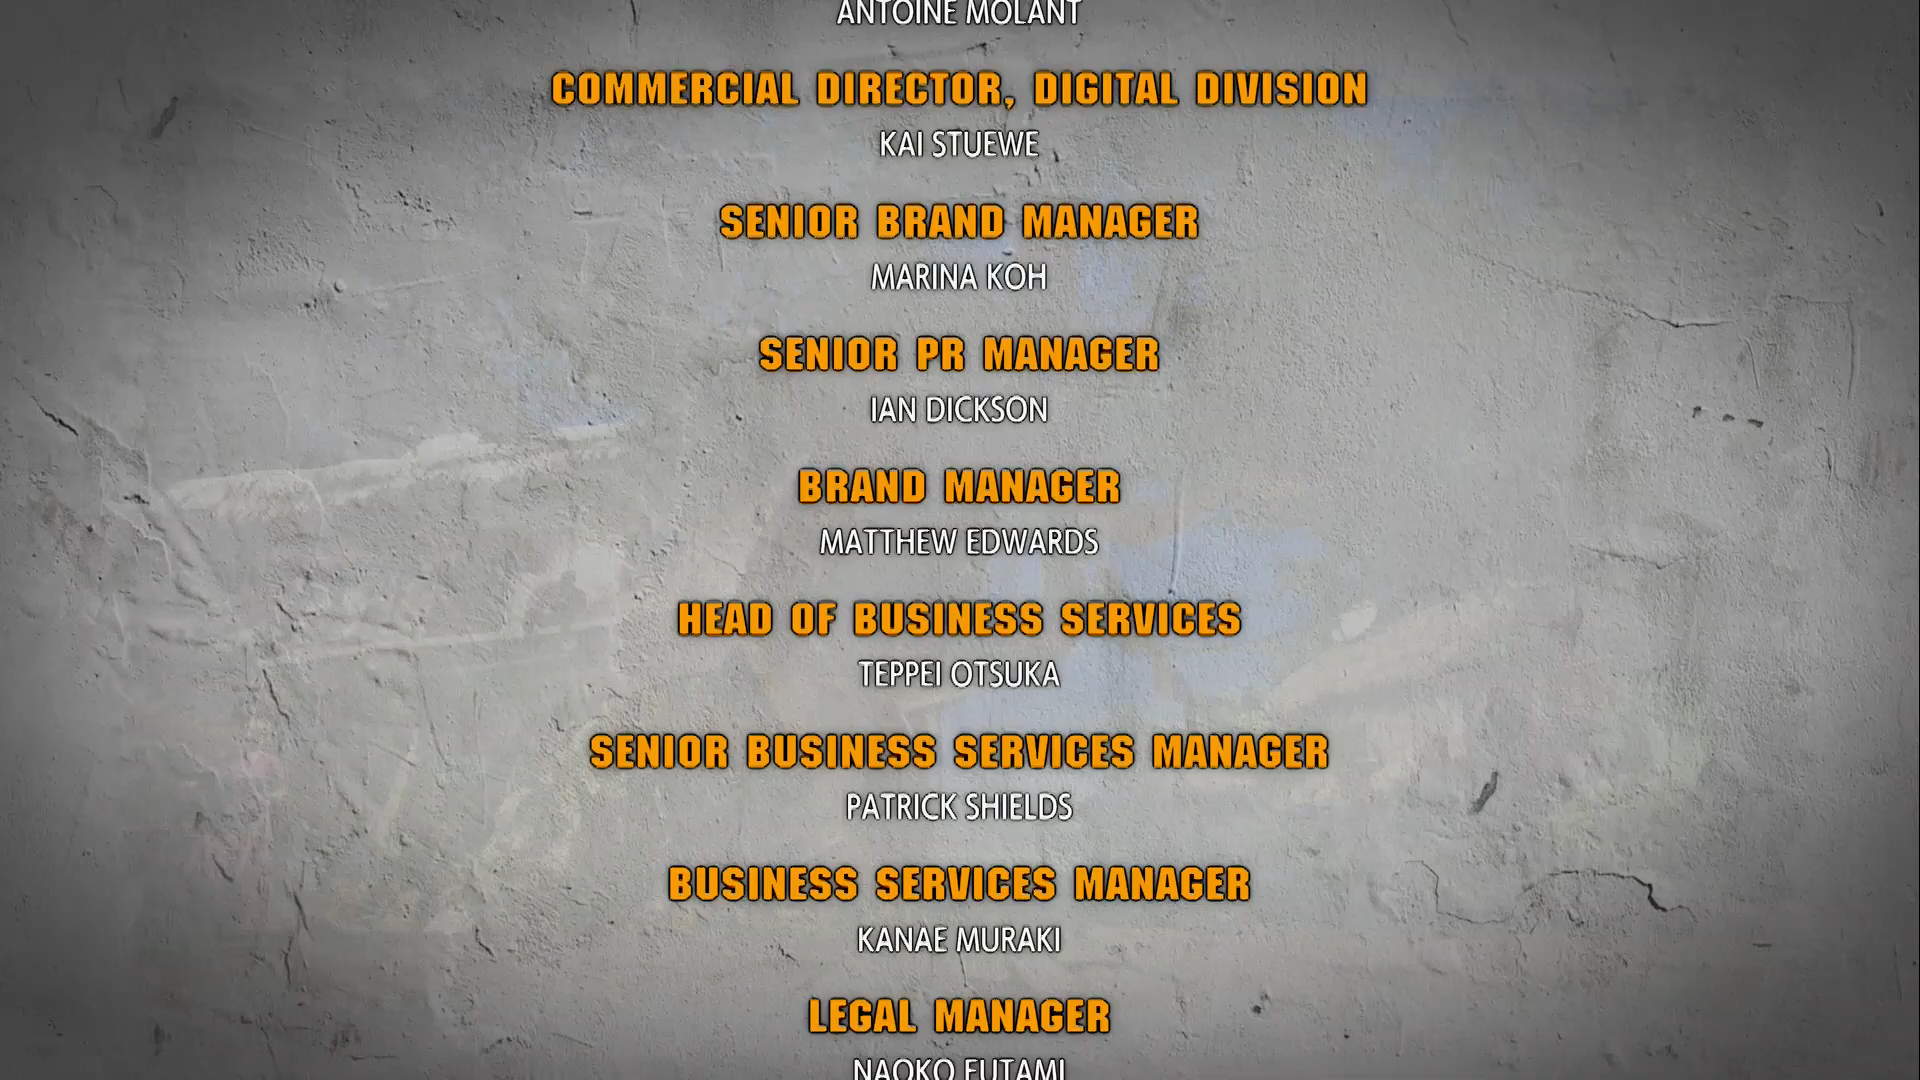 ANTOINE MOLANT
COMMERCIAL DIRECTOR, DIGITAL DIVISION
KAI STUEWE
SENIOR BRAND MANAGER
MARINA KOH
SENIOR PR MANAGER
IAN DICKSON
BRAND MANAGER
MATTHEW EDWARDS
HEAD OF BUSINESS SERVICES
TEPPEI OTSUKA
SENIOR BUSINESS SERVICES MANAGER
PATRICK SHIELDS
BUSINESS SERVICES MANAGER
KANAE MURAKI
LEGAL MANAGER
NAOKO FUTAMI